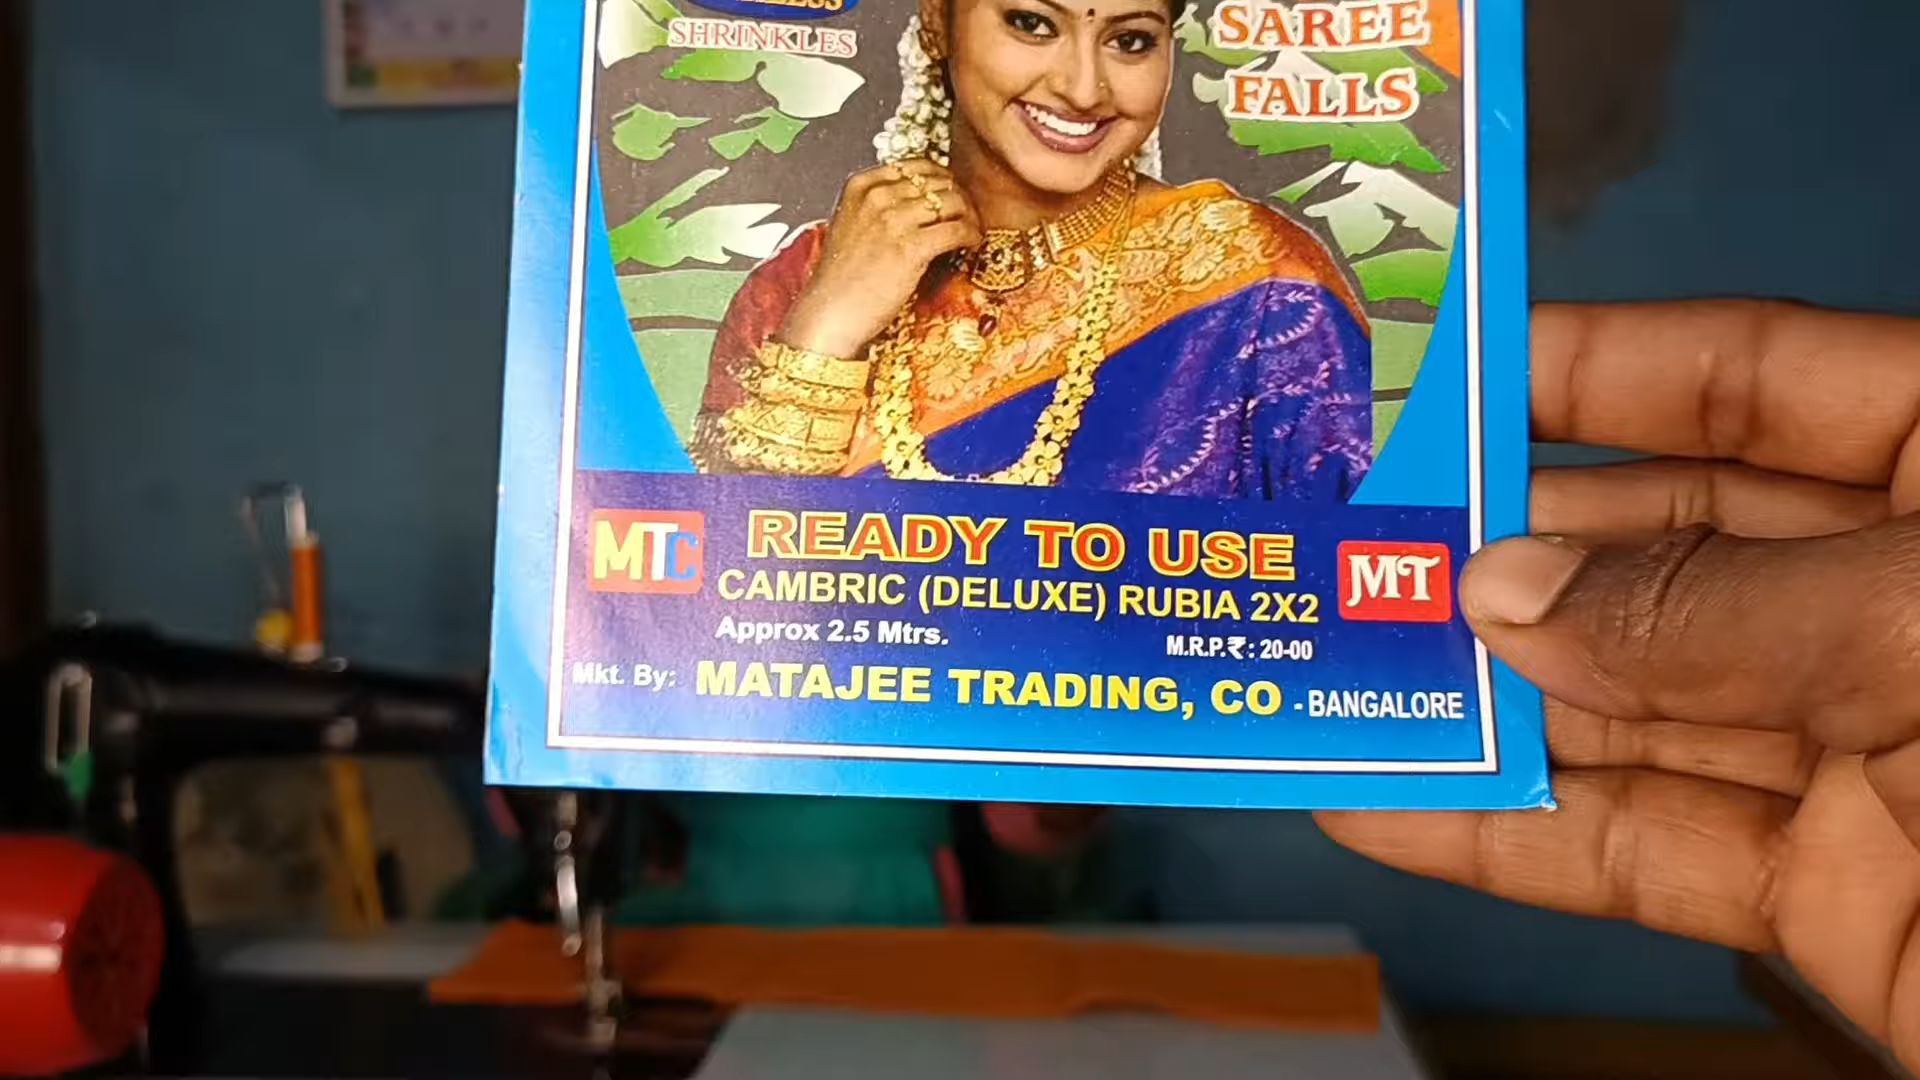 SHRINKLES
SAREE
FALLS
MTC
READY TO USE
MT
CAMBRIC (DELUXE) RUBIA 2X2
Approx 2.5 Mtrs.
M.R.P.₹: 20-00
Mkt. By: MATAJEE TRADING, CO - BANGALORE